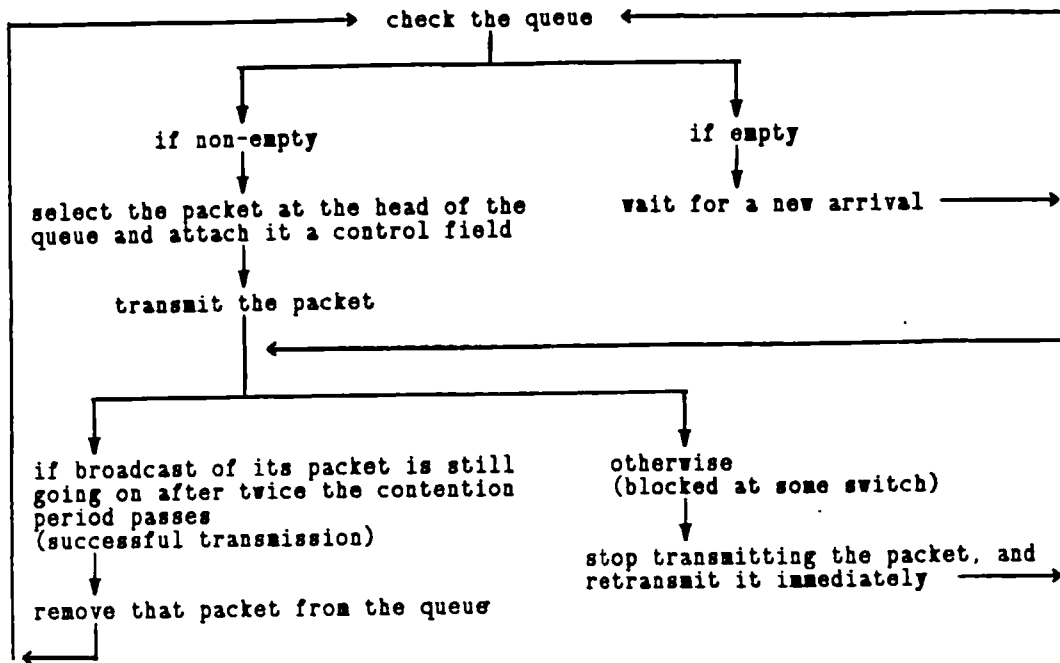 check the queue
if non-empty
if empty
select the packet at the head of the
queue and attach it a control field
wait for a new arrival
transmit the packet
if broadcast of its packet is still
going on after twice the contention
period passes
(successful transmission)
otherwise
(blocked at some switch)
stop transmitting the packet, and
retransmit it immediately
remove that packet from the queue